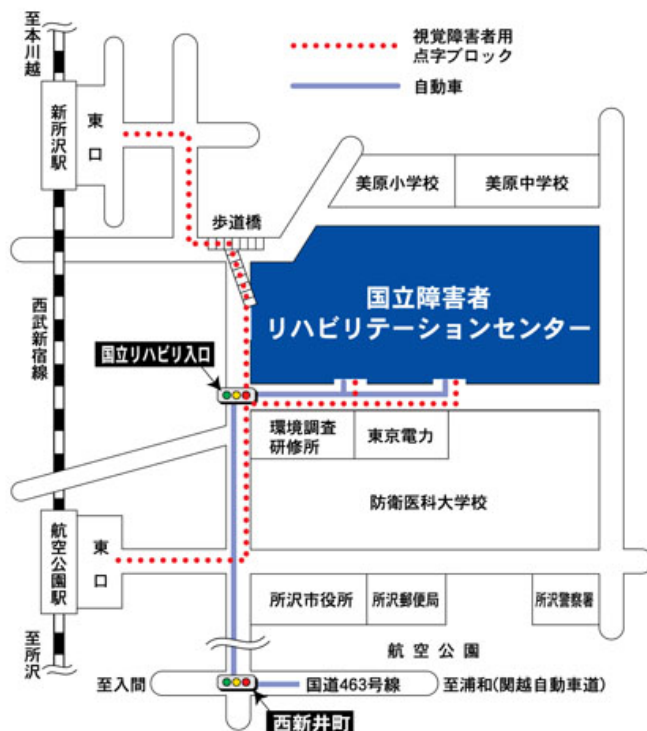 至本川越
視覚障害者用
点字ブロック
自動車
新所沢駅
東口
美原小学校
美原中学校
歩道橋
国立障害者
リハビリテーションセンター
西武新宿線
国立リハビリ入口
環境調査
研修所
東京電力
防衛医科大学校
航空公園駅
東口
所沢市役所
所沢郵便局
所沢警察署
至所沢
航空公園
至入間
国道463号線
至浦和(関越自動車道)
西新井町